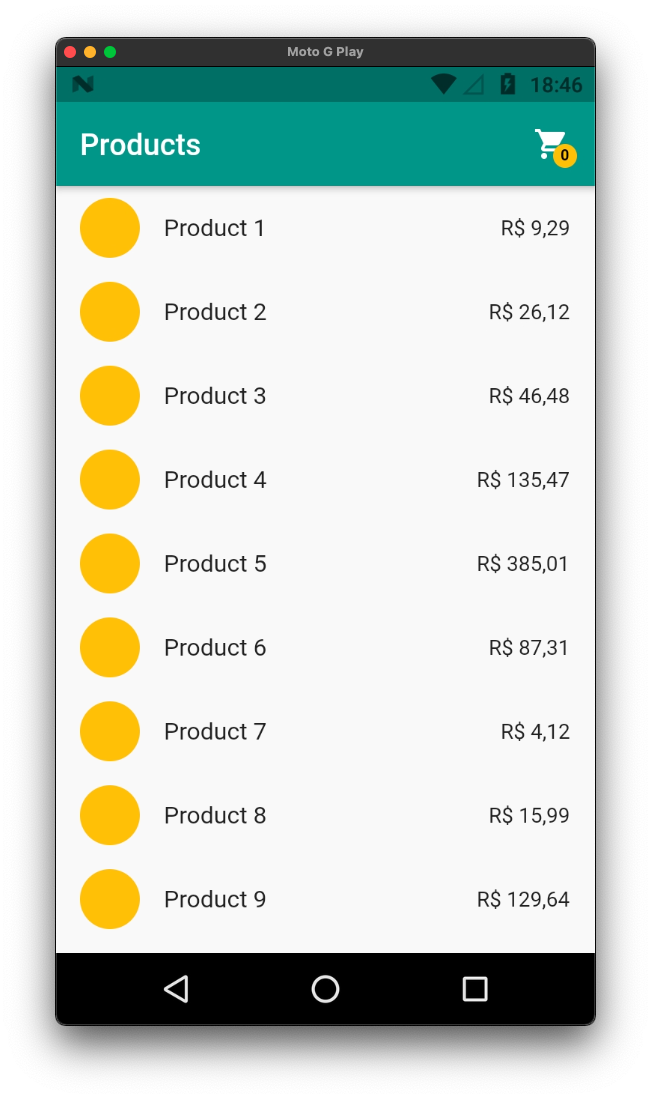 Moto G Play
18:46
Products
0
Product 1 R$ 9,29
Product 2 R$ 26,12
Product 3 R$ 46,48
Product 4 R$ 135,47
Product 5 R$ 385,01
Product 6 R$ 87,31
Product 7 R$ 4,12
Product 8 R$ 15,99
Product 9 R$ 129,64